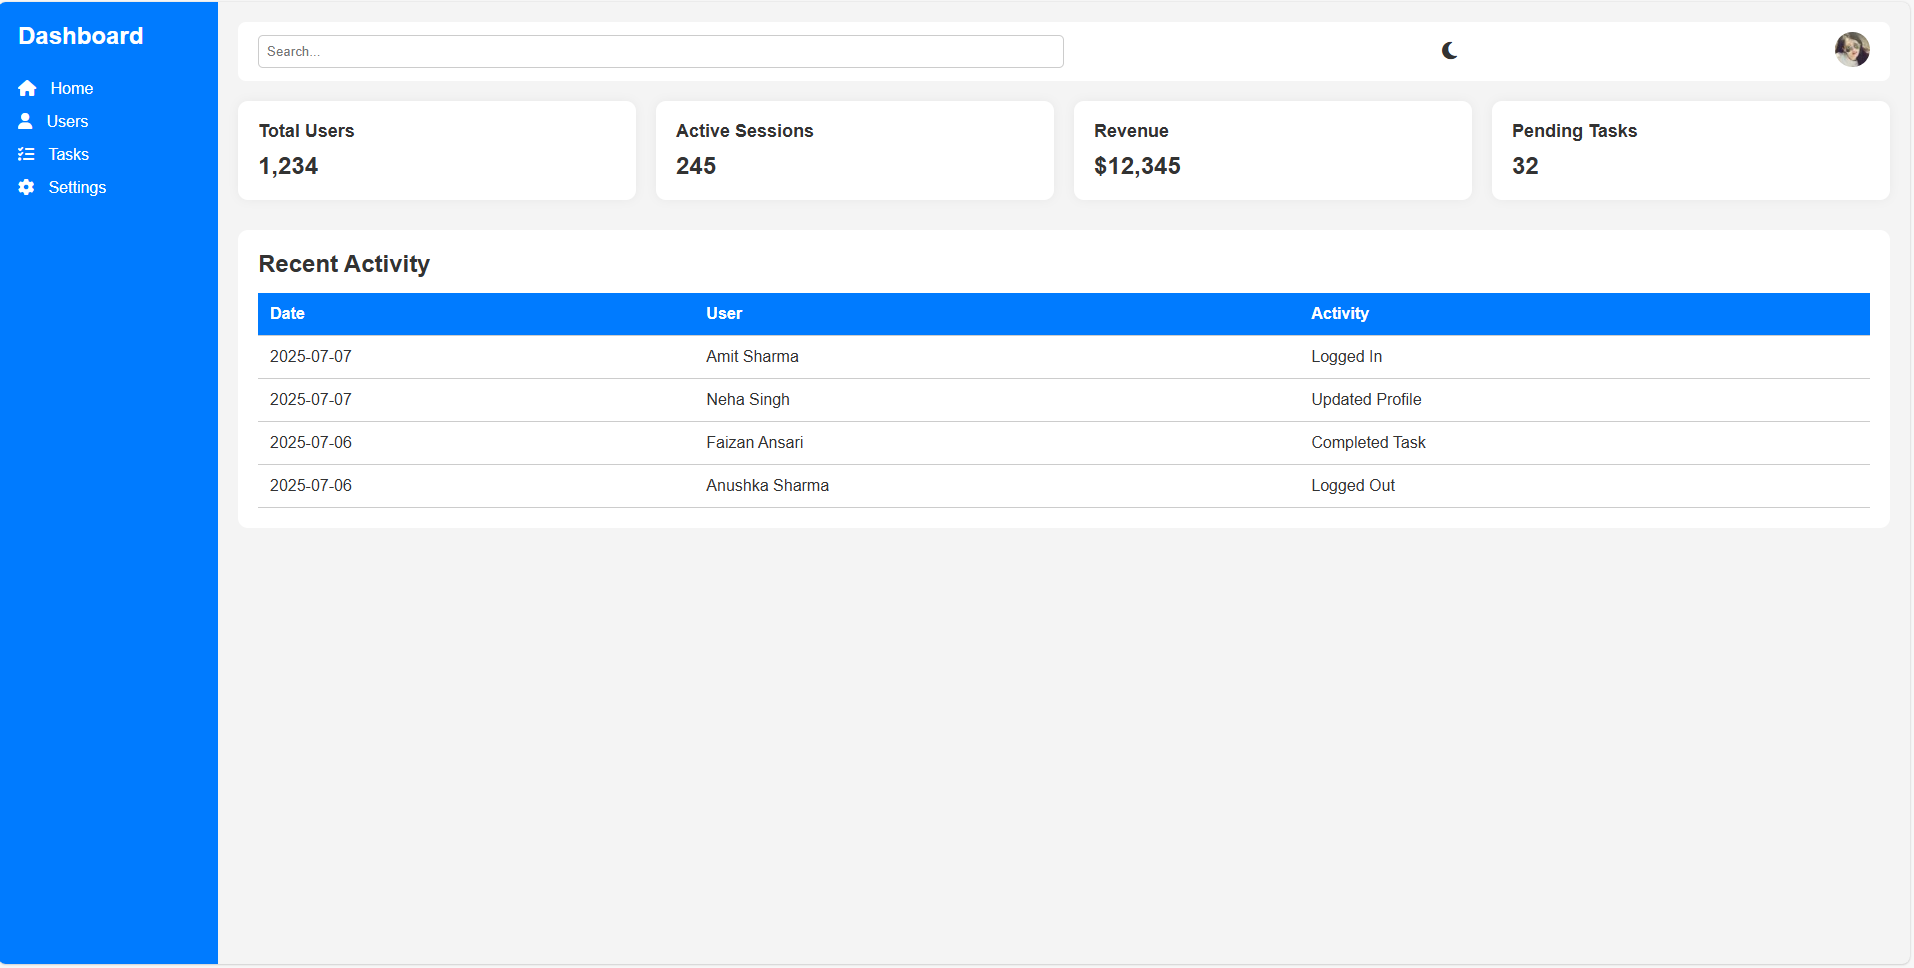 Dashboard
Home
Users
Tasks
Settings
Search...
Total Users
1,234
Active Sessions
245
Revenue
$12,345
Pending Tasks
32
Recent Activity
Date User Activity
2025-07-07 Amit Sharma Logged In
2025-07-07 Neha Singh Updated Profile
2025-07-06 Faizan Ansari Completed Task
2025-07-06 Anushka Sharma Logged Out